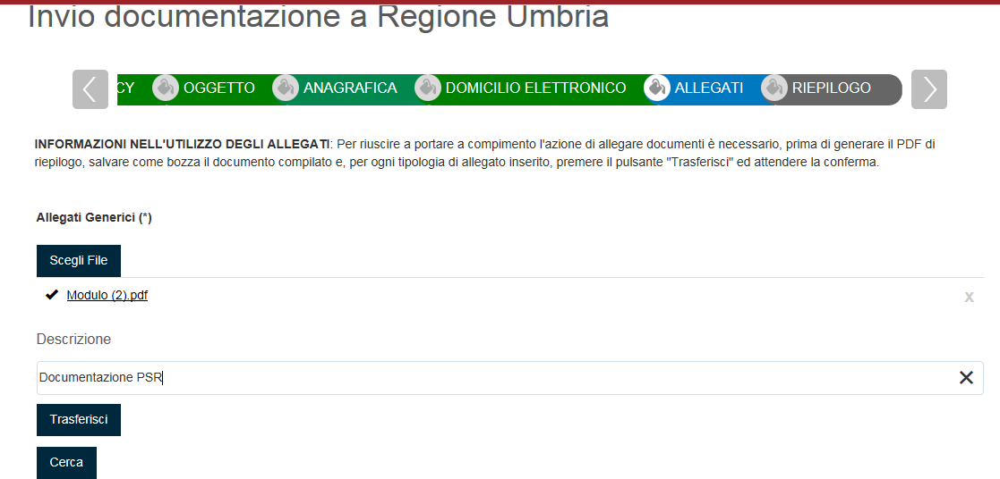 Invio documentazione a Regione Umbria
CY OGGETTO ANAGRAFICA DOMICILIO ELETTRONICO ALLEGATI RIEPILOGO
INFORMAZIONI NELL'UTILIZZO DEGLI ALLEGATI: Per riuscire a portare a compimento l'azione di allegare documenti è necessario, prima di generare il PDF di
riepilogo, salvare come bozza il documento compilato e, per ogni tipologia di allegato inserito, premere il pulsante "Trasferisci" ed attendere la conferma.
Allegati Generici (*)
Scegli File
Modulo (2).pdf x
Descrizione
Documentazione PSR
Trasferisci
Cerca